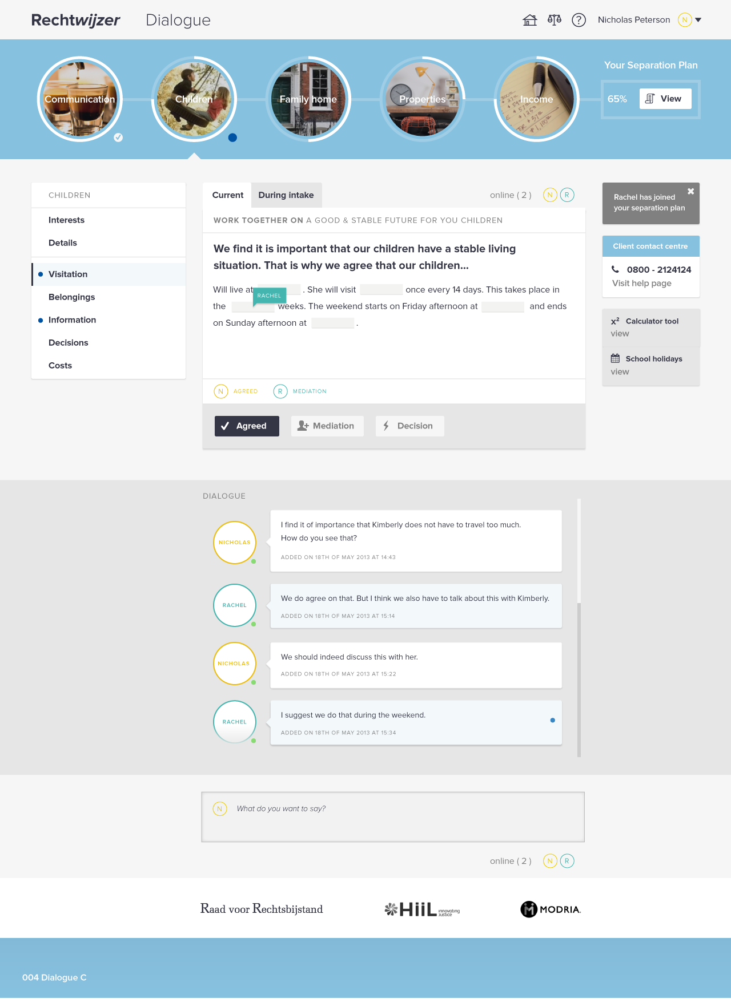 Rechtwijzer Dialogue
? Nicholas Peterson N
Your Separation Plan
Communication Children Family home Properties Income 65% View
CHILDREN
Interests
Details
Visitation
Belongings
Information
Decisions
Costs
Current During intake online ( 2 ) N R
WORK TOGETHER ON A GOOD & STABLE FUTURE FOR YOU CHILDREN
We find it is important that our children have a stable living
situation. That is why we agree that our children...
Will live at . She will visit once every 14 days. This takes place in
RACHEL
the weeks. The weekend starts on Friday afternoon at and ends
on Sunday afternoon at .
N AGREED R MEDIATION
Agreed Mediation Decision
Rachel has joined
your separation plan
Client contact centre
0800 - 2124124
Visit help page
x² Calculator tool
view
School holidays
view
DIALOGUE
NICHOLAS
I find it of importance that Kimberly does not have to travel too much.
How do you see that?
ADDED ON 18TH OF MAY 2013 AT 14:43
RACHEL
We do agree on that. But I think we also have to talk about this with Kimberly.
ADDED ON 18TH OF MAY 2013 AT 15:14
NICHOLAS
We should indeed discuss this with her.
ADDED ON 18TH OF MAY 2013 AT 15:22
RACHEL
I suggest we do that during the weekend.
ADDED ON 18TH OF MAY 2013 AT 15:34
N What do you want to say?
online ( 2 ) N R
Raad voor Rechtsbijstand
HiiL innovating
justice
MODRIA.
004 Dialogue C